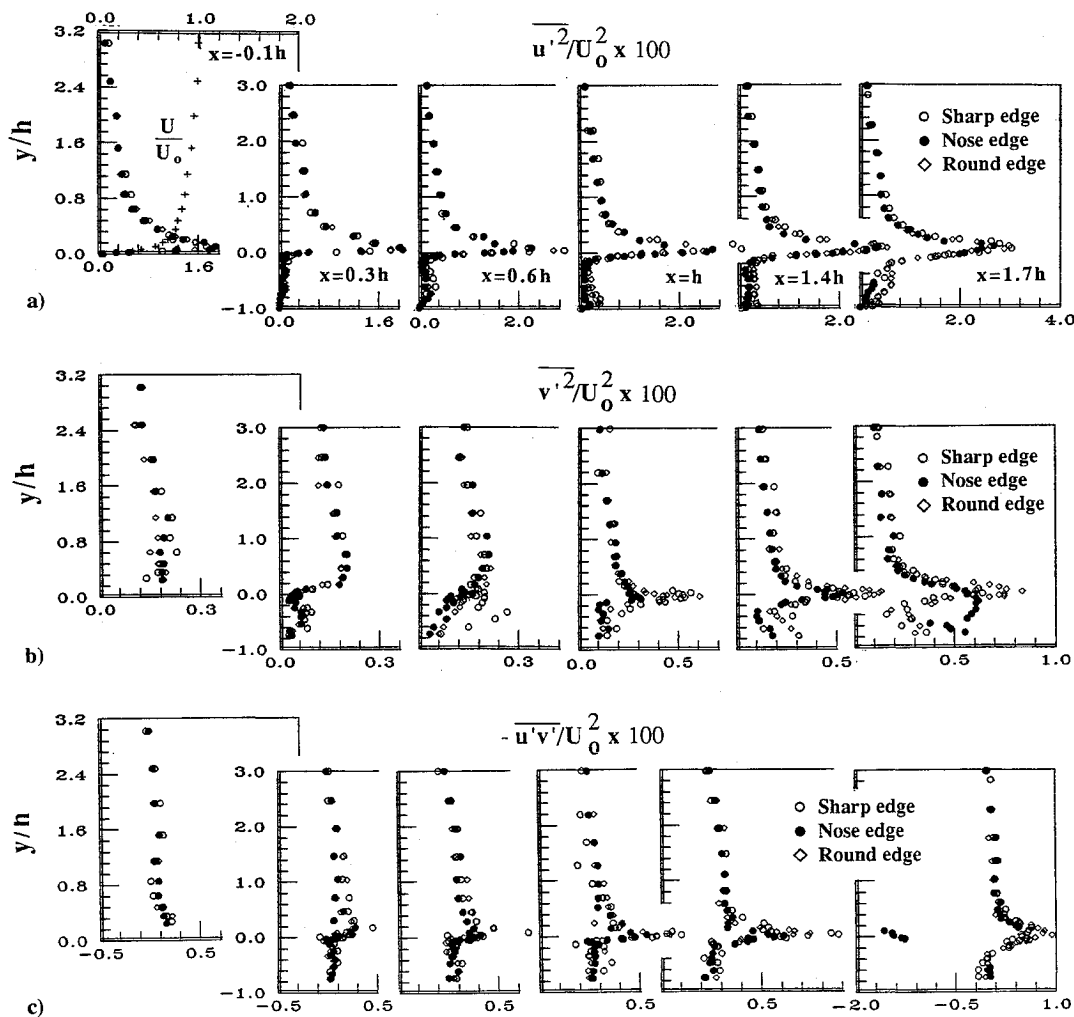 0.0 1.0 2.0
3.2 x=-0.1h u'²/U₀² x 100
y/h 2.4 1.6 0.8 0.0
U/U₀
3.0 2.0 1.0 0.0 -1.0
Sharp edge
Nose edge
Round edge
0.0 1.6
x=0.3h x=0.6h x=h x=1.4h x=1.7h
a)
0.0 1.6 0.0 2.0 2.0 2.0 2.0 4.0
3.2 v'²/U₀² x 100
y/h 2.4 1.6 0.8 0.0
3.0 2.0 1.0 0.0 -1.0
Sharp edge
Nose edge
Round edge
0.3
b)
0.0 0.3 0.3 0.0 0.5 0.5 0.5 1.0
3.2 - u'v'/U₀² x 100
y/h 2.4 1.6 0.8 0.0
3.0 2.0 1.0 0.0 -1.0
Sharp edge
Nose edge
Round edge
-0.5 0.5
c)
-0.5 0.5 0.5 0.5 0.5 -2.0 -0.5 1.0